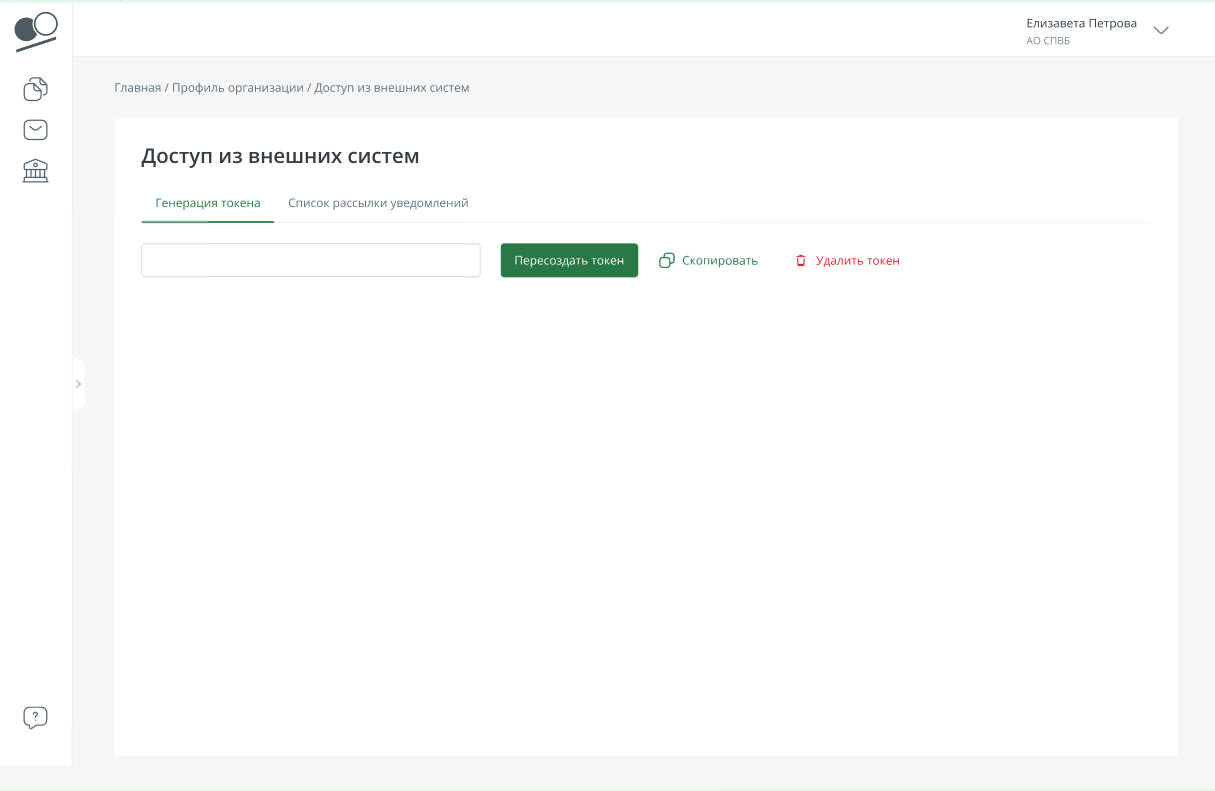 Елизавета Петрова
АО СПВБ
Главная / Профиль организации / Доступ из внешних систем
Доступ из внешних систем
Генерация токена Список рассылки уведомлений
Пересоздать токен Скопировать Удалить токен
?